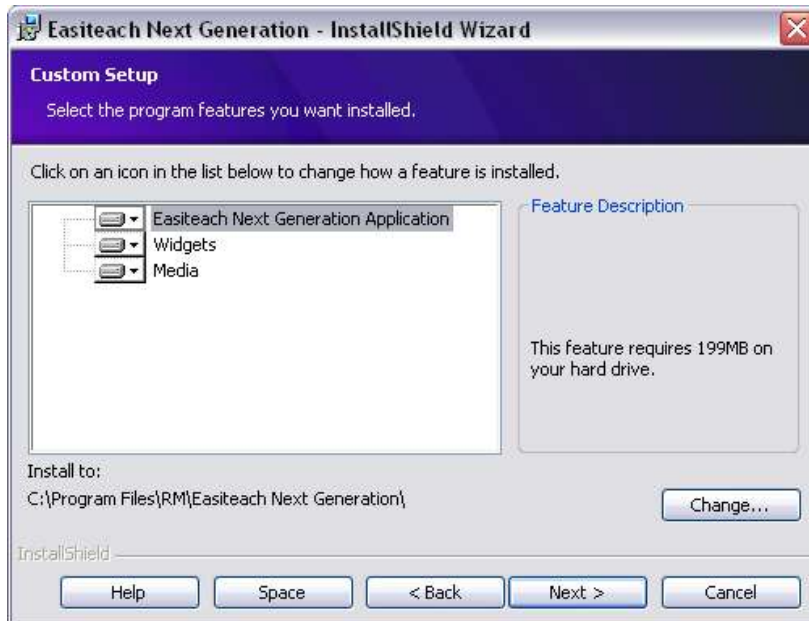 Easiteach Next Generation - InstallShield Wizard
Custom Setup
Select the program features you want installed.
Click on an icon in the list below to change how a feature is installed.
Easiteach Next Generation Application
Widgets
Media
Feature Description
This feature requires 199MB on
your hard drive.
Install to:
C:\Program Files\RM\Easiteach Next Generation\
Change...
InstallShield
Help
Space
< Back
Next >
Cancel